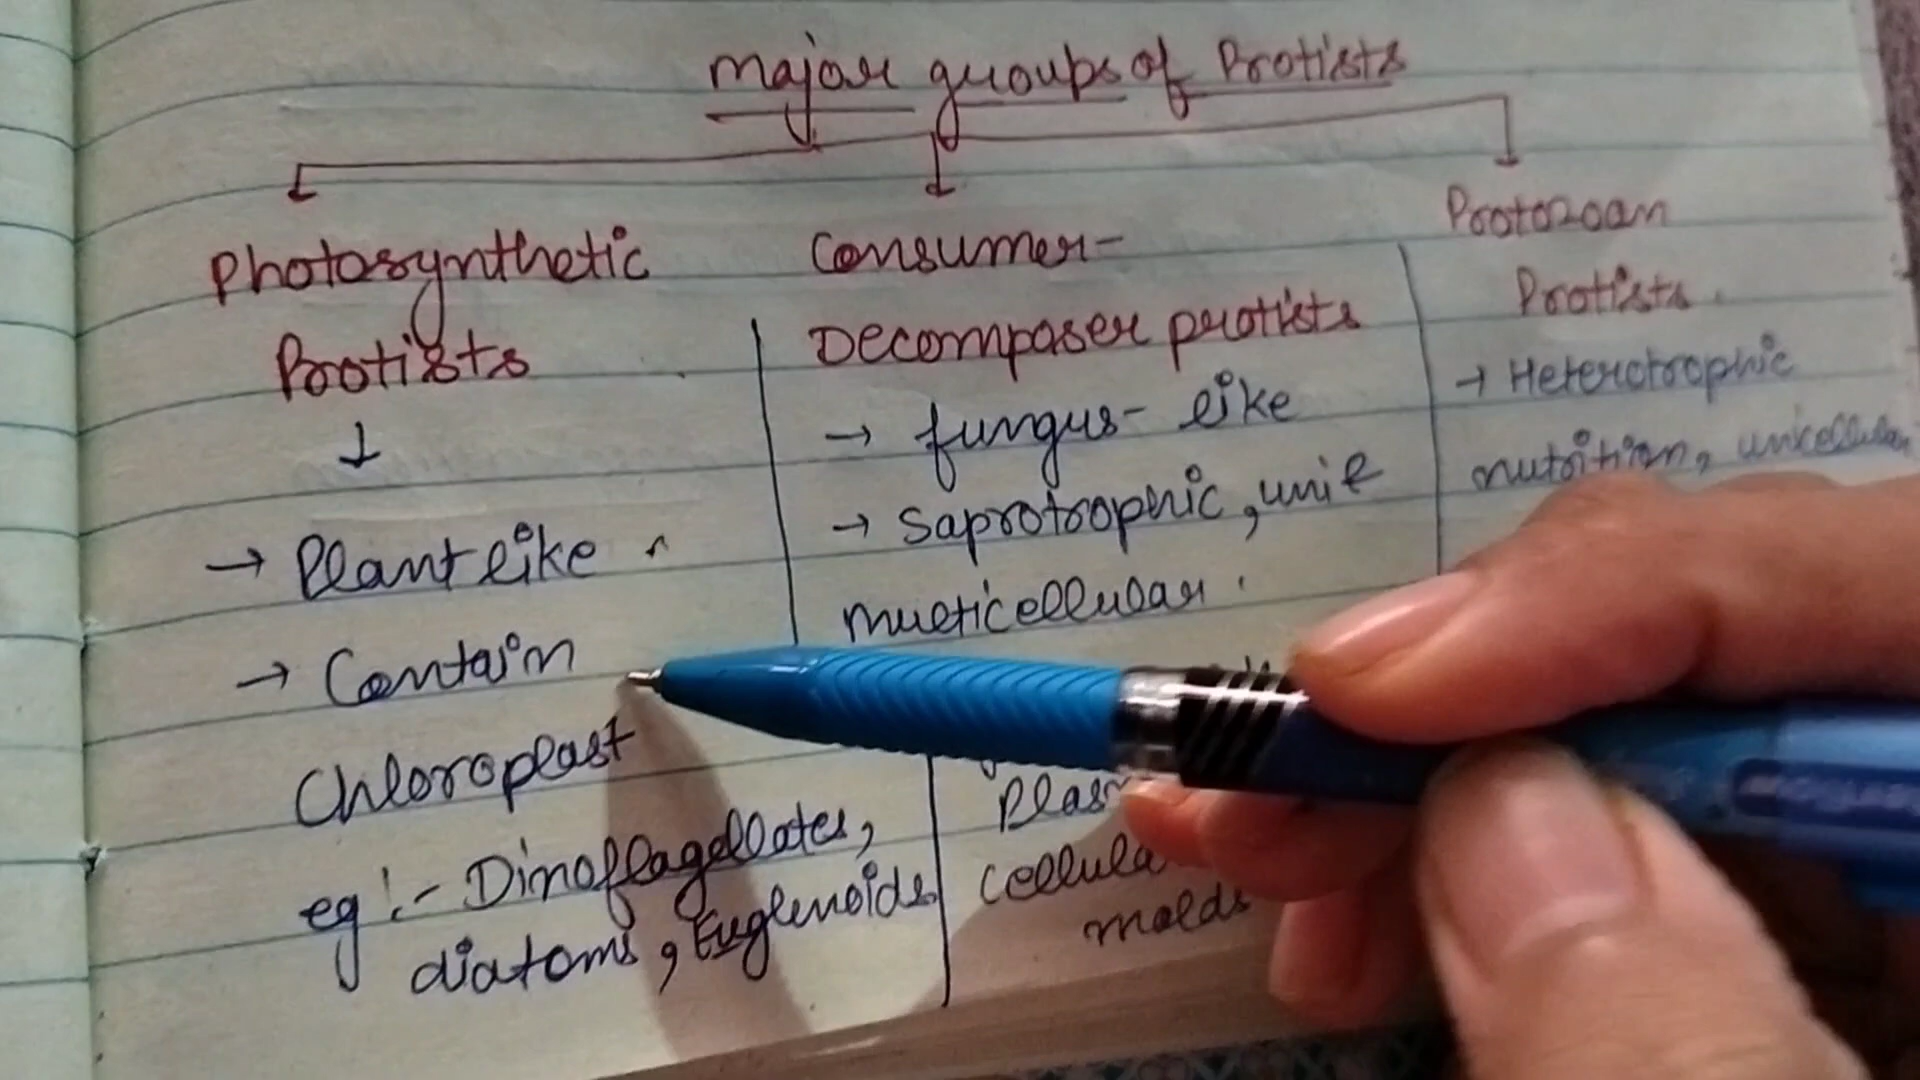 Major groups of Protists
Photosynthetic
Protists
→ Plant like
→ Contain
Chloroplast
eg:- Dinoflagellates,
diatoms, Euglenoids
Consumer-
Decomposer protists
→ fungus-like
→ Saprotrophic, uni &
multicellular.
cellula
molds
Protozoan
Protists
→ Heterotrophic
nutrition, unicellular